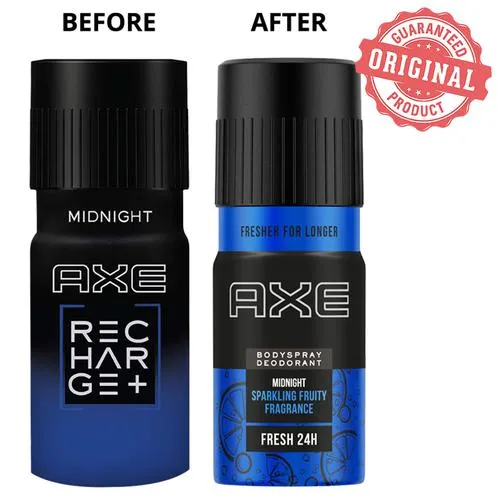 BEFORE
AFTER
GUARANTEED
ORIGINAL
PRODUCT
MIDNIGHT
AXE
REC
HAR
GE+
FRESHER FOR LONGER
AXE
BODYSPRAY
DEODORANT
MIDNIGHT
SPARKLING FRUITY
FRAGRANCE
FRESH 24H